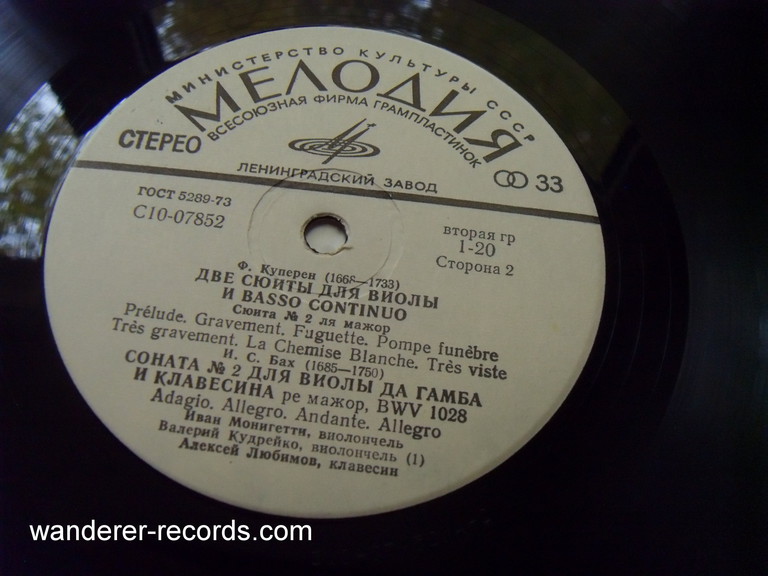 МИНИСТЕРСТВО КУЛЬТУРЫ СССР
МЕЛОДИЯ
ВСЕСОЮЗНАЯ ФИРМА ГРАМПЛАСТИНОК
СТЕРЕО
ЛЕНИНГРАДСКИЙ ЗАВОД
33
ГОСТ 5289-73
С10-07852
вторая гр
1-20
Сторона 2
Ф. Куперен (1668—1733)
ДВЕ СЮИТЫ ДЛЯ ВИОЛЫ
И BASSO CONTINUO
Сюита № 2 ля мажор
Prélude. Gravement. Fuguette. Pompe funèbre
Très gravement. La Chemise Blanche. Très viste
И. С. Бах (1685—1750)
СОНАТА № 2 ДЛЯ ВИОЛЫ ДА ГАМБА
И КЛАВЕСИНА ре мажор, BWV 1028
Adagio. Allegro. Andante. Allegro
Иван Монигетти, виолончель
Валерий Кудрейко, виолончель (1)
Алексей Любимов, клавесин
wanderer-records.com